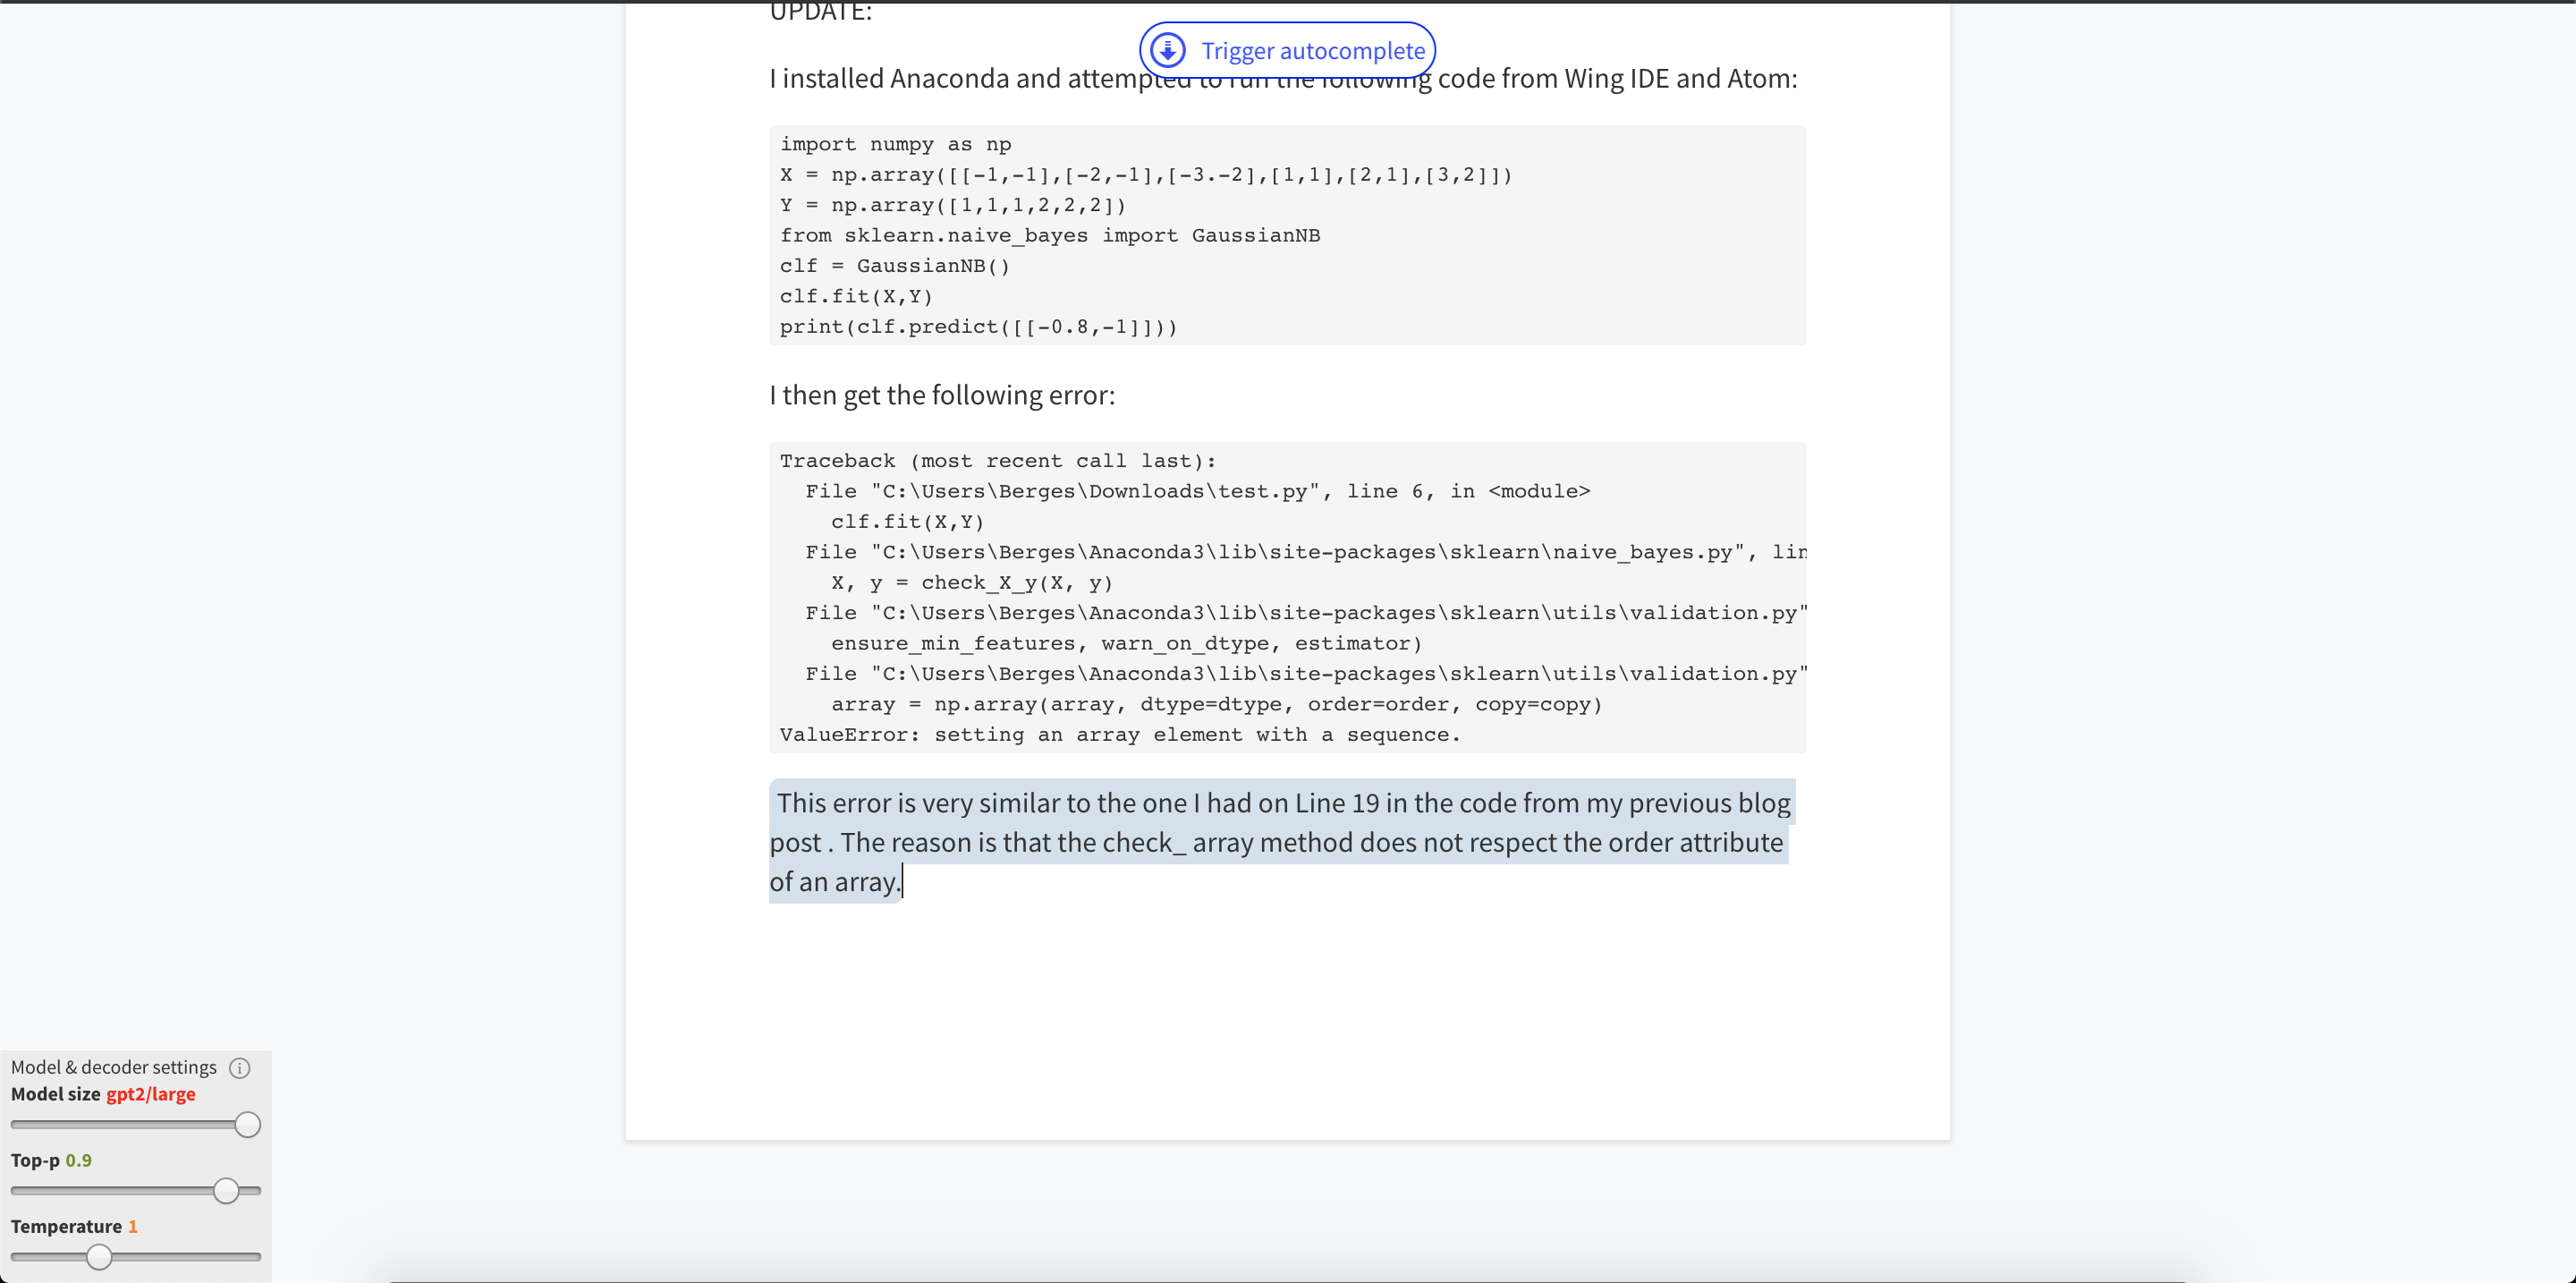 UPDATE:
Trigger autocomplete
I installed Anaconda and attempted to run the following code from Wing IDE and Atom:
import numpy as np
X = np.array([[-1,-1],[-2,-1],[-3.-2],[1,1],[2,1],[3,2]])
Y = np.array([1,1,1,2,2,2])
from sklearn.naive_bayes import GaussianNB
clf = GaussianNB()
clf.fit(X,Y)
print(clf.predict([[-0.8,-1]]))
I then get the following error:
Traceback (most recent call last):
File "C:\Users\Berges\Downloads\test.py", line 6, in <module>
clf.fit(X,Y)
File "C:\Users\Berges\Anaconda3\lib\site-packages\sklearn\naive_bayes.py", lin
X, y = check_X_y(X, y)
File "C:\Users\Berges\Anaconda3\lib\site-packages\sklearn\utils\validation.py"
ensure_min_features, warn_on_dtype, estimator)
File "C:\Users\Berges\Anaconda3\lib\site-packages\sklearn\utils\validation.py"
array = np.array(array, dtype=dtype, order=order, copy=copy)
ValueError: setting an array element with a sequence.
This error is very similar to the one I had on Line 19 in the code from my previous blog
post . The reason is that the check_ array method does not respect the order attribute
of an array.
Model & decoder settings
Model size gpt2/large
Top-p 0.9
Temperature 1